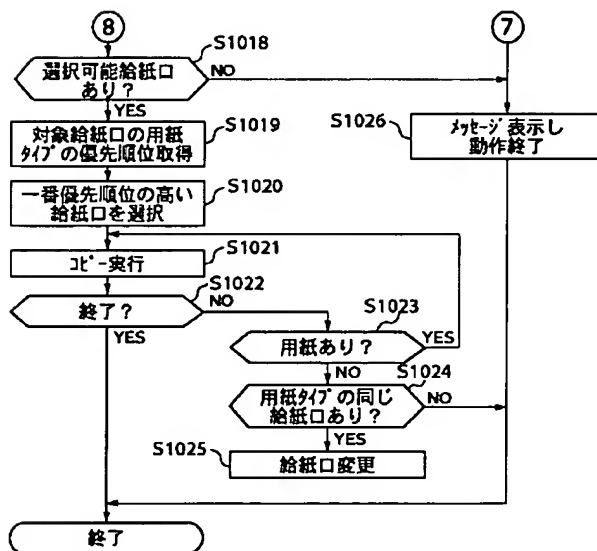 ⑧
⑦
S1018
選択可能給紙口
あり？
NO
YES
S1019
対象給紙口の用紙
ﾀｲﾌﾟの優先順位取得
S1026
ﾒｯｾｰｼﾞ表示し
動作終了
S1020
一番優先順位の高い
給紙口を選択
S1021
ｺﾋﾟｰ実行
S1022
終了？
NO
YES
S1023
用紙あり？
YES
NO
S1024
用紙ﾀｲﾌﾟの同じ
給紙口あり？
NO
YES
S1025
給紙口変更
終了